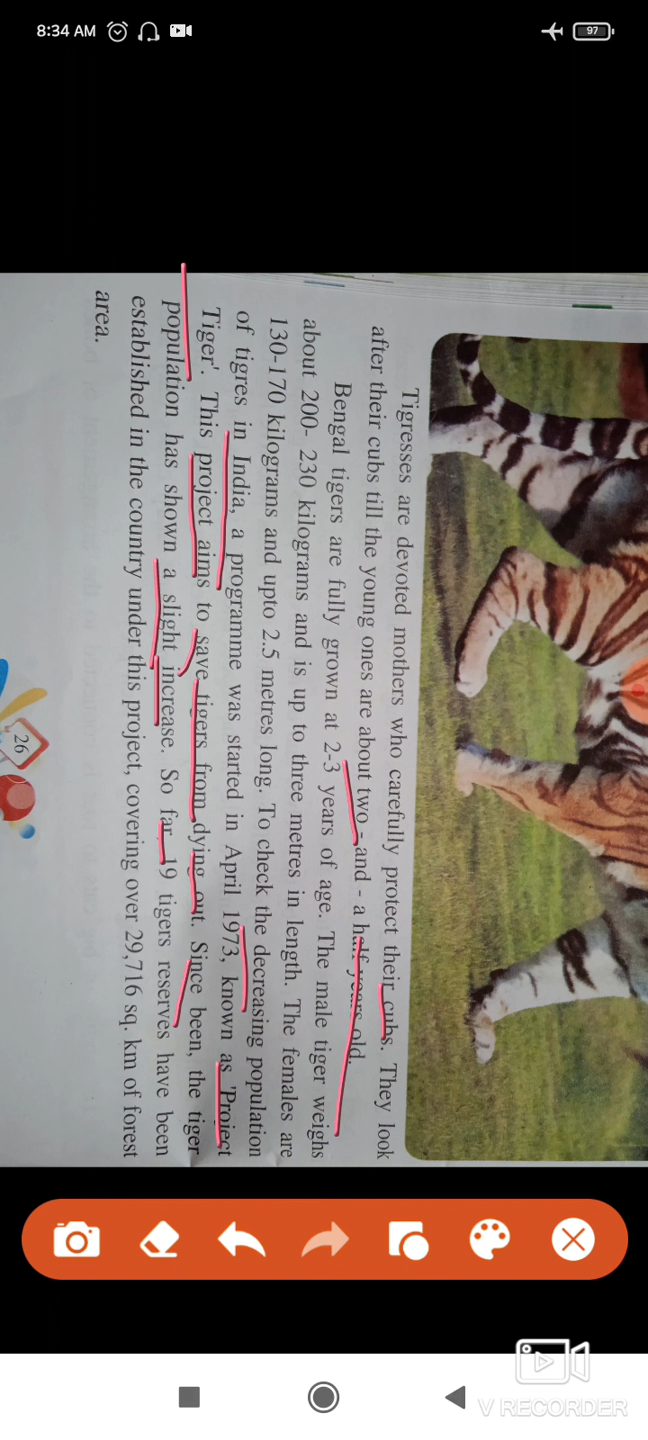 8:34 AM
97
Tigresses are devoted mothers who carefully protect their cubs. They look
after their cubs till the young ones are about two - and - a half years old.
Bengal tigers are fully grown at 2-3 years of age. The male tiger weighs
about 200- 230 kilograms and is up to three metres in length. The females are
130-170 kilograms and upto 2.5 metres long. To check the decreasing population
of tigres in India, a programme was started in April 1973, known as 'Project
Tiger'. This project aims to save tigers from dying out. Since been, the tiger
population has shown a slight increase. So far 19 tigers reserves have been
established in the country under this project, covering over 29,716 sq. km of forest
area.
26
V RECORDER